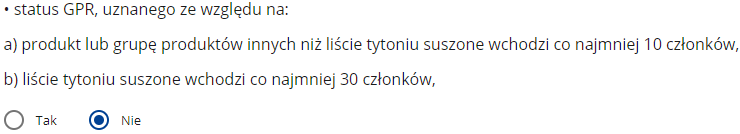 • status GPR, uznanego ze względu na:
a) produkt lub grupę produktów innych niż liście tytoniu suszone wchodzi co najmniej 10 członków,
b) liście tytoniu suszone wchodzi co najmniej 30 członków,
Tak Nie